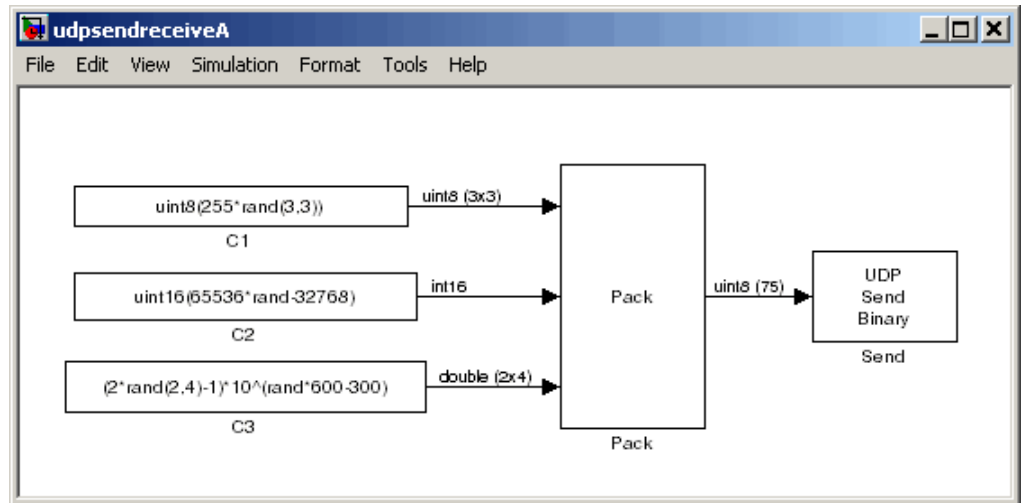 udpsendreceiveA
File Edit View Simulation Format Tools Help
uint8(255*rand(3,3))
uint8 (3x3)
C1
uint16(65536*rand-32768)
int16
C2
(2*rand(2,4)-1)*10^(rand*600-300)
double (2x4)
C3
Pack
Pack
uint8 (75)
UDP
Send
Binary
Send